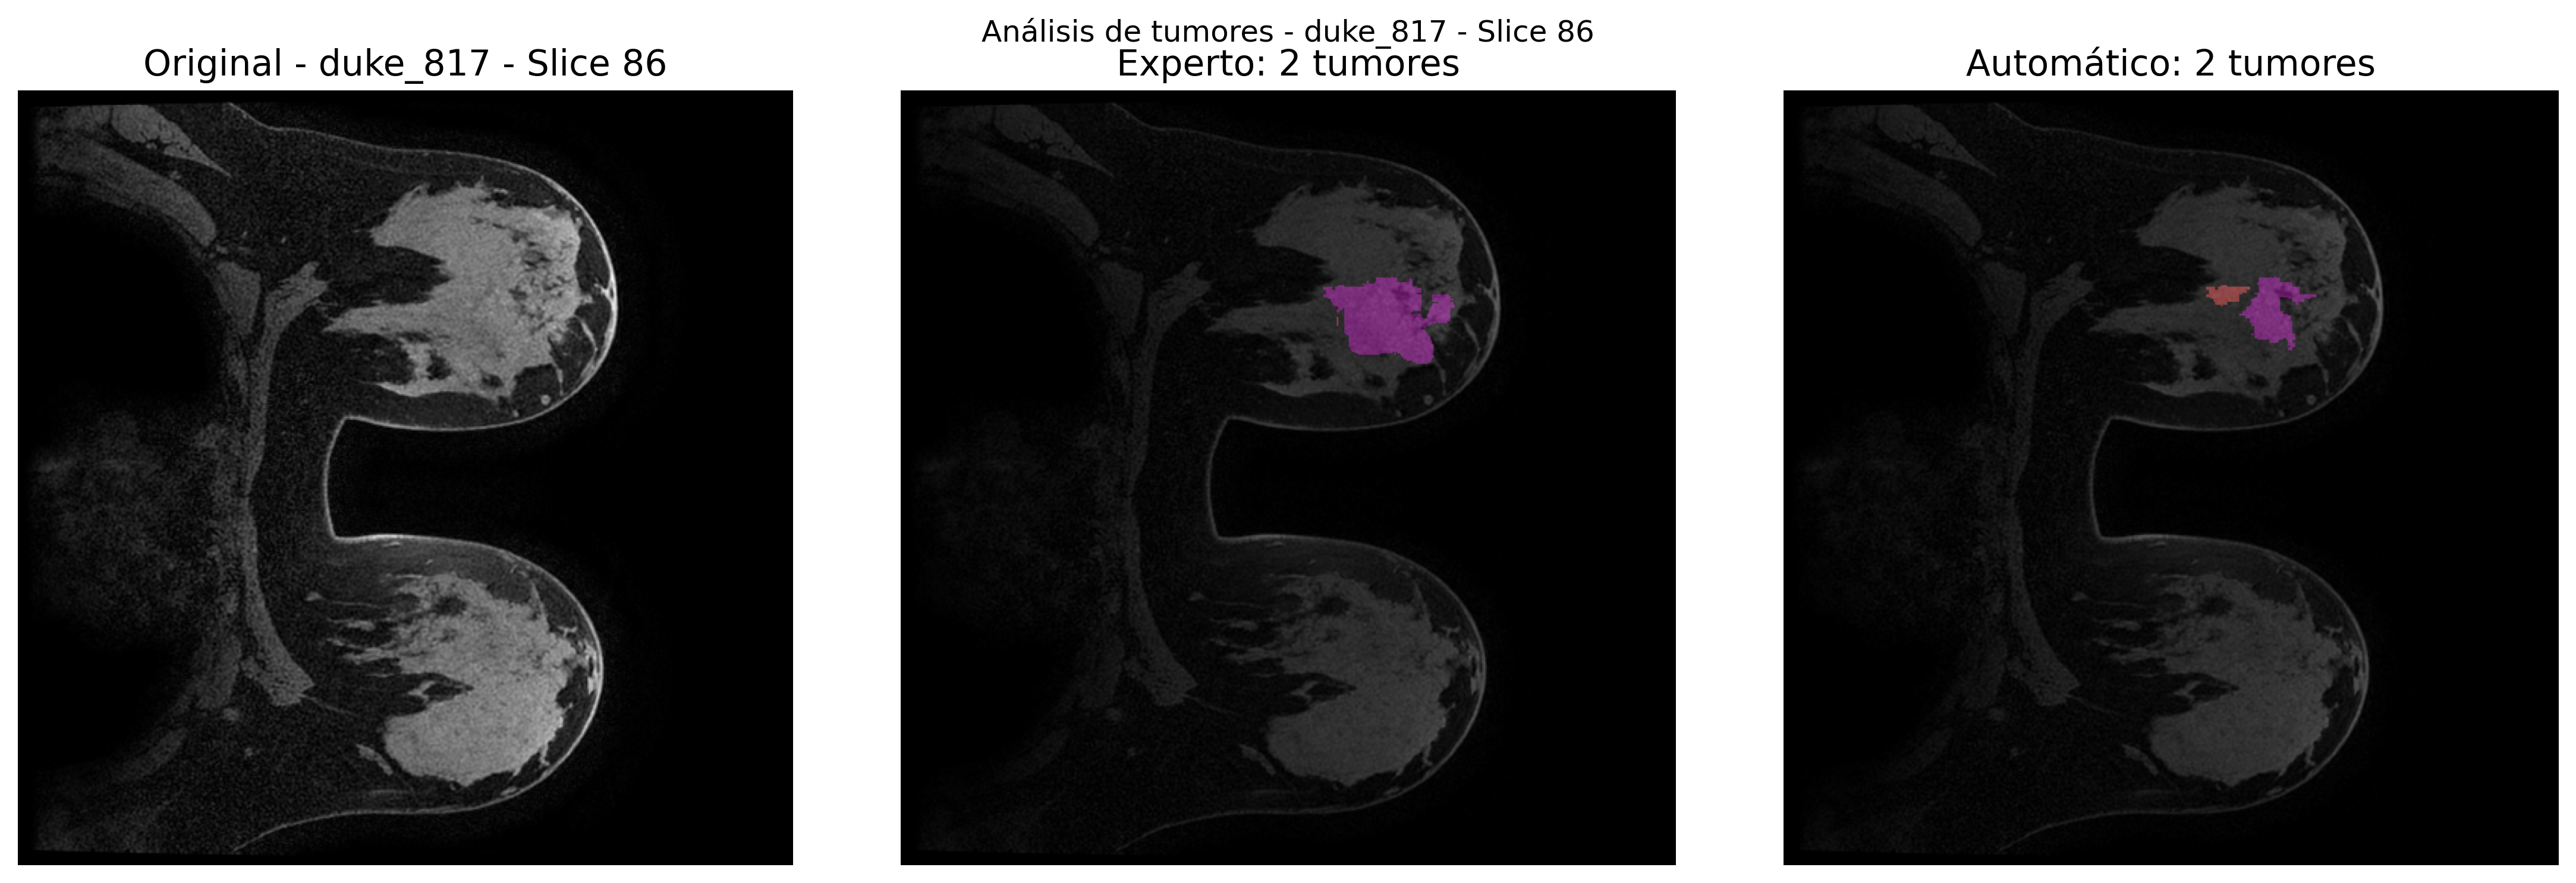 Análisis de tumores - duke_817 - Slice 86
Original - duke_817 - Slice 86
Experto: 2 tumores
Automático: 2 tumores